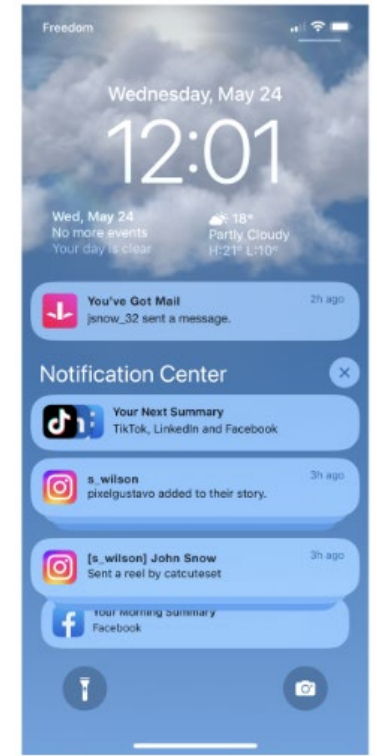 Freedom
Wednesday, May 24
12:01
Wed, May 24
No more events
Your day is clear
18°
Partly Cloudy
H:21° L:10°
You've Got Mail
2h ago
jsnow_32 sent a message.
Notification Center
Your Next Summary
TikTok, LinkedIn and Facebook
s_wilson
3h ago
pixelgustavo added to their story.
[s_wilson] John Snow
3h ago
Sent a reel by catcuteset
Your Morning Summary
Facebook